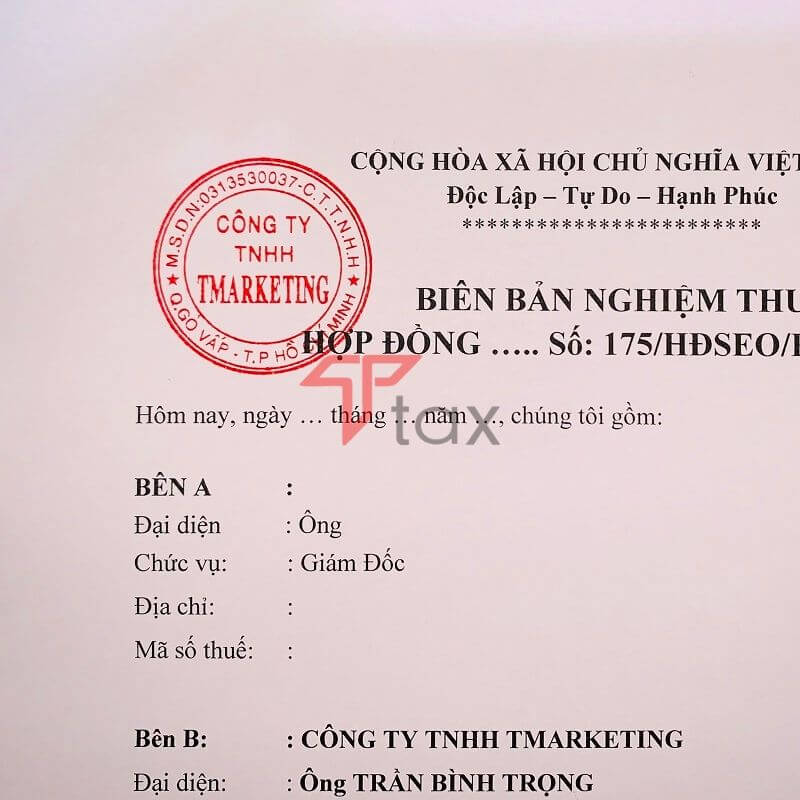 CỘNG HÒA XÃ HỘI CHỦ NGHĨA VIỆT
Độc Lập – Tự Do – Hạnh Phúc
*************************
M.S.D.N:0313530037-C.T.T.N.H.H
CÔNG TY
TNHH
TMARKETING
★ Q.GÒ VẤP - T.P HỒ CHÍ MINH ★
BIÊN BẢN NGHIỆM THU
HỢP ĐỒNG ….. Số: 175/HĐSEO/
tax
Hôm nay, ngày … tháng … năm …, chúng tôi gồm:
BÊN A :
Đại diện : Ông
Chức vụ: : Giám Đốc
Địa chỉ: :
Mã số thuế: :
Bên B: : CÔNG TY TNHH TMARKETING
Đại diện: : Ông TRẦN BÌNH TRỌNG